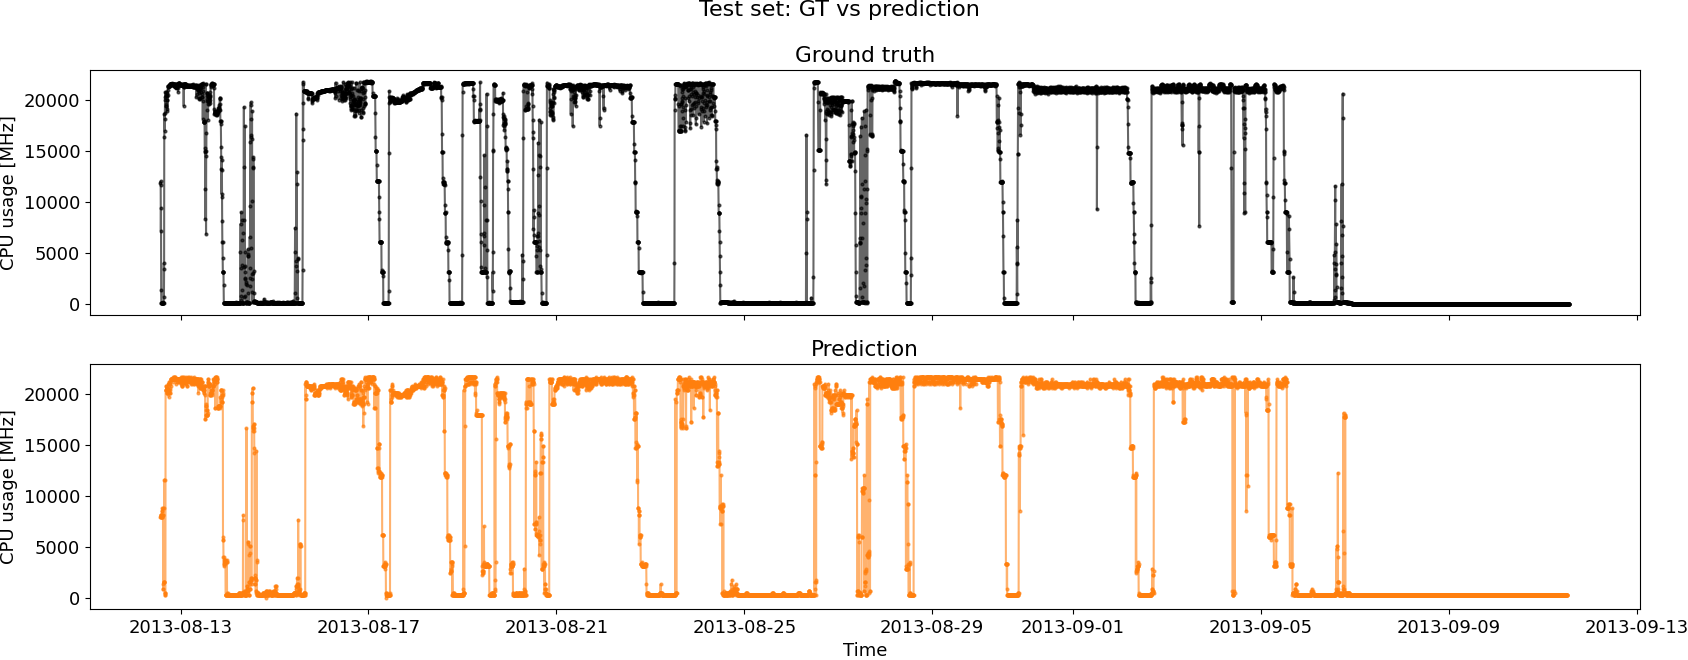 Test set: GT vs prediction
Ground truth
CPU usage [MHz]
20000
15000
10000
5000
0
Prediction
CPU usage [MHz]
20000
15000
10000
5000
0
2013-08-13 2013-08-17 2013-08-21 2013-08-25 2013-08-29 2013-09-01 2013-09-05 2013-09-09 2013-09-13
Time